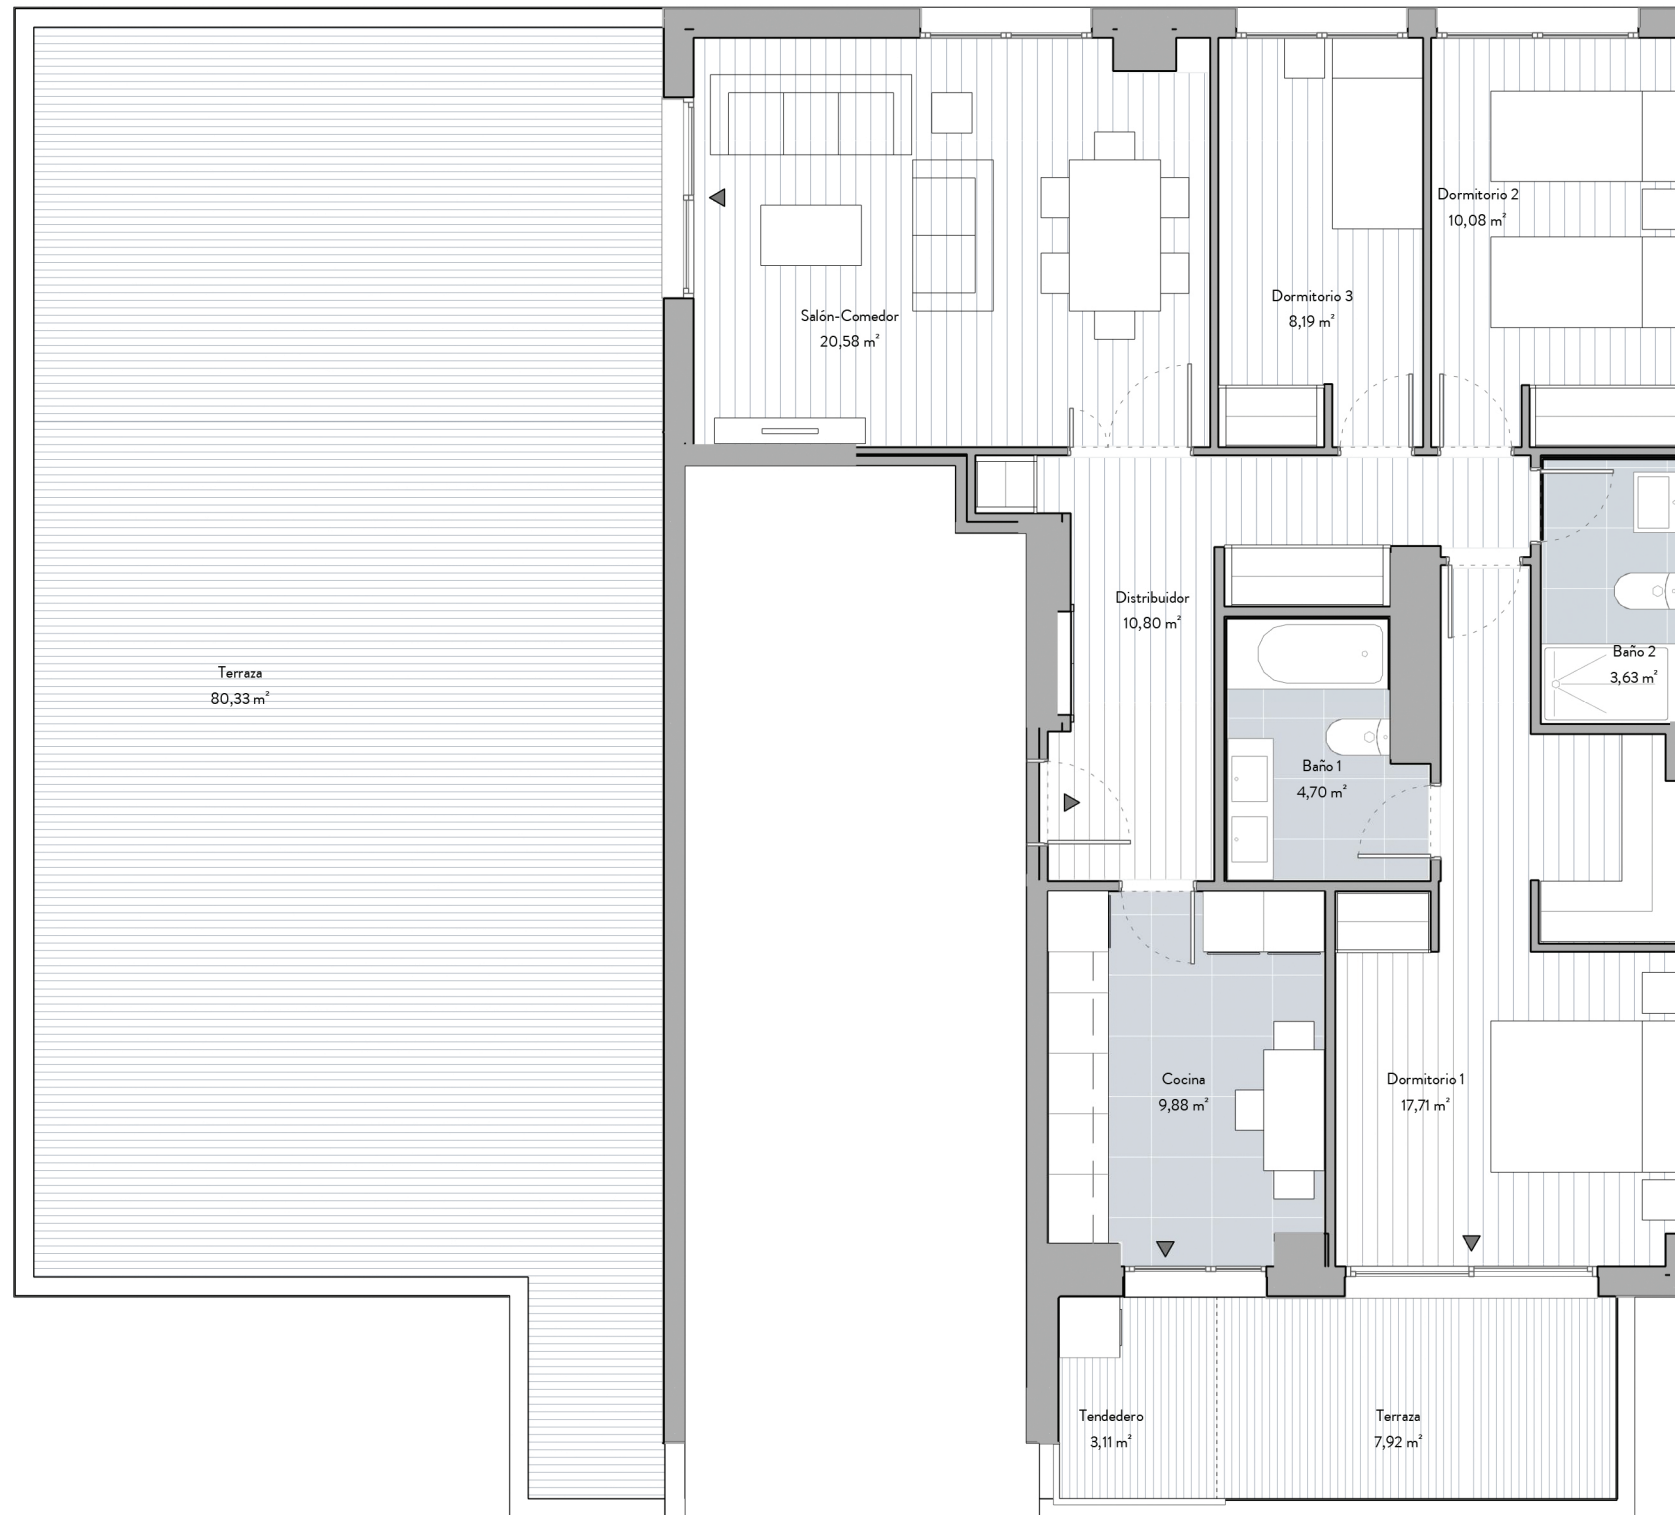 Dormitorio 2
10,08 m²
Dormitorio 3
8,19 m²
Salón-Comedor
20,58 m²
Distribuidor
10,80 m²
Baño 2
3,63 m²
Terraza
80,33 m²
Baño 1
4,70 m²
Cocina
9,88 m²
Dormitorio 1
17,71 m²
Tendedero
3,11 m²
Terraza
7,92 m²